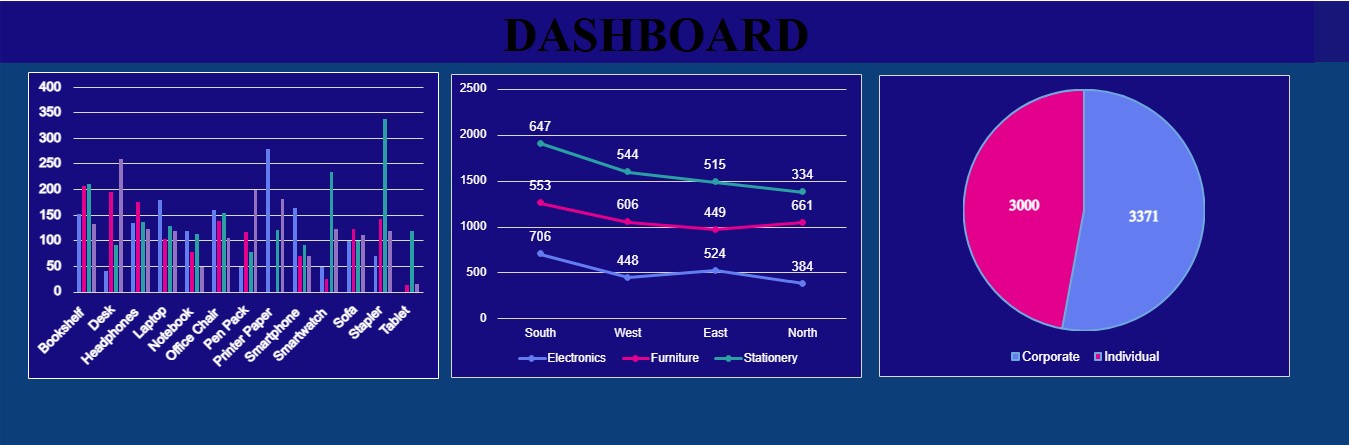 DASHBOARD
400
350
300
250
200
150
100
50
0
Bookshelf
Desk
Headphones
Laptop
Notebook
Office Chair
Pen Pack
Printer Paper
Smartphone
Smartwatch
Sofa
Stapler
Tablet
2500
2000
1500
1000
500
0
647
544
515
334
553
606
449
661
706
448
524
384
South West East North
Electronics Furniture Stationery
3000 3371
Corporate Individual